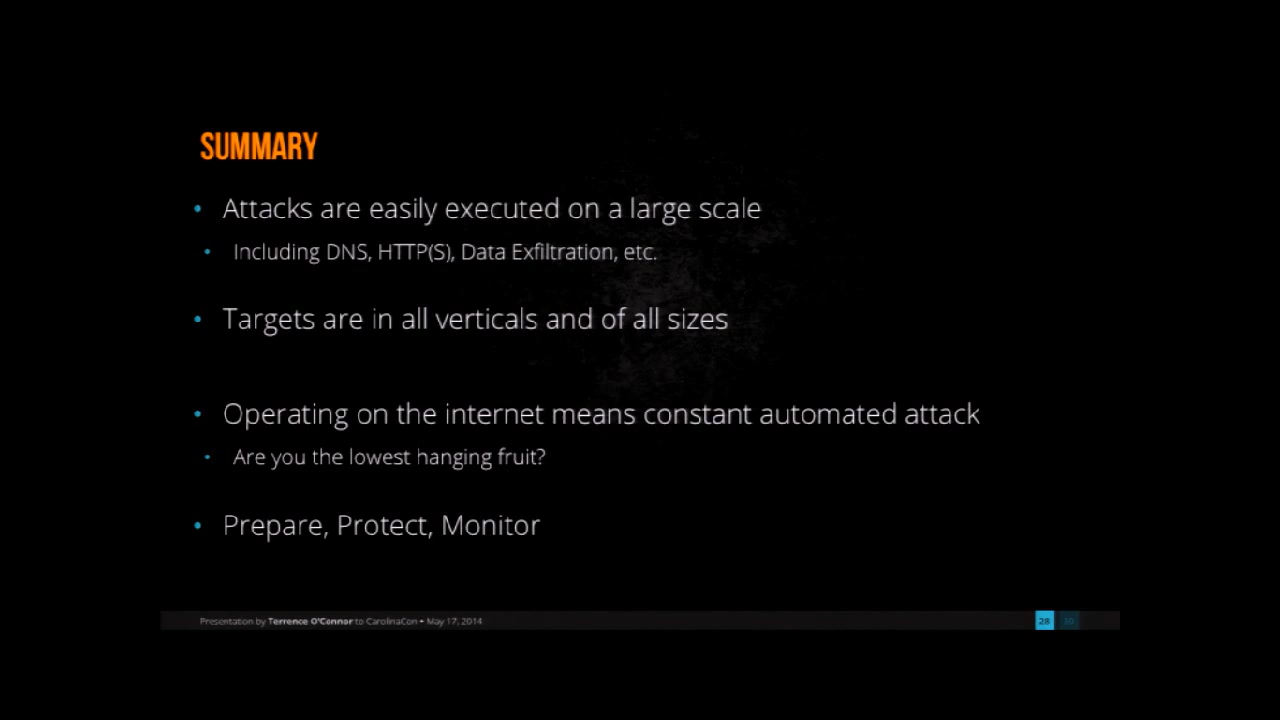 SUMMARY
• Attacks are easily executed on a large scale
• Including DNS, HTTP(S), Data Exfiltration, etc.
• Targets are in all verticals and of all sizes
• Operating on the internet means constant automated attack
• Are you the lowest hanging fruit?
• Prepare, Protect, Monitor
Presentation by Terrence O'Connor to CarolinaCon • May 17, 2014
28